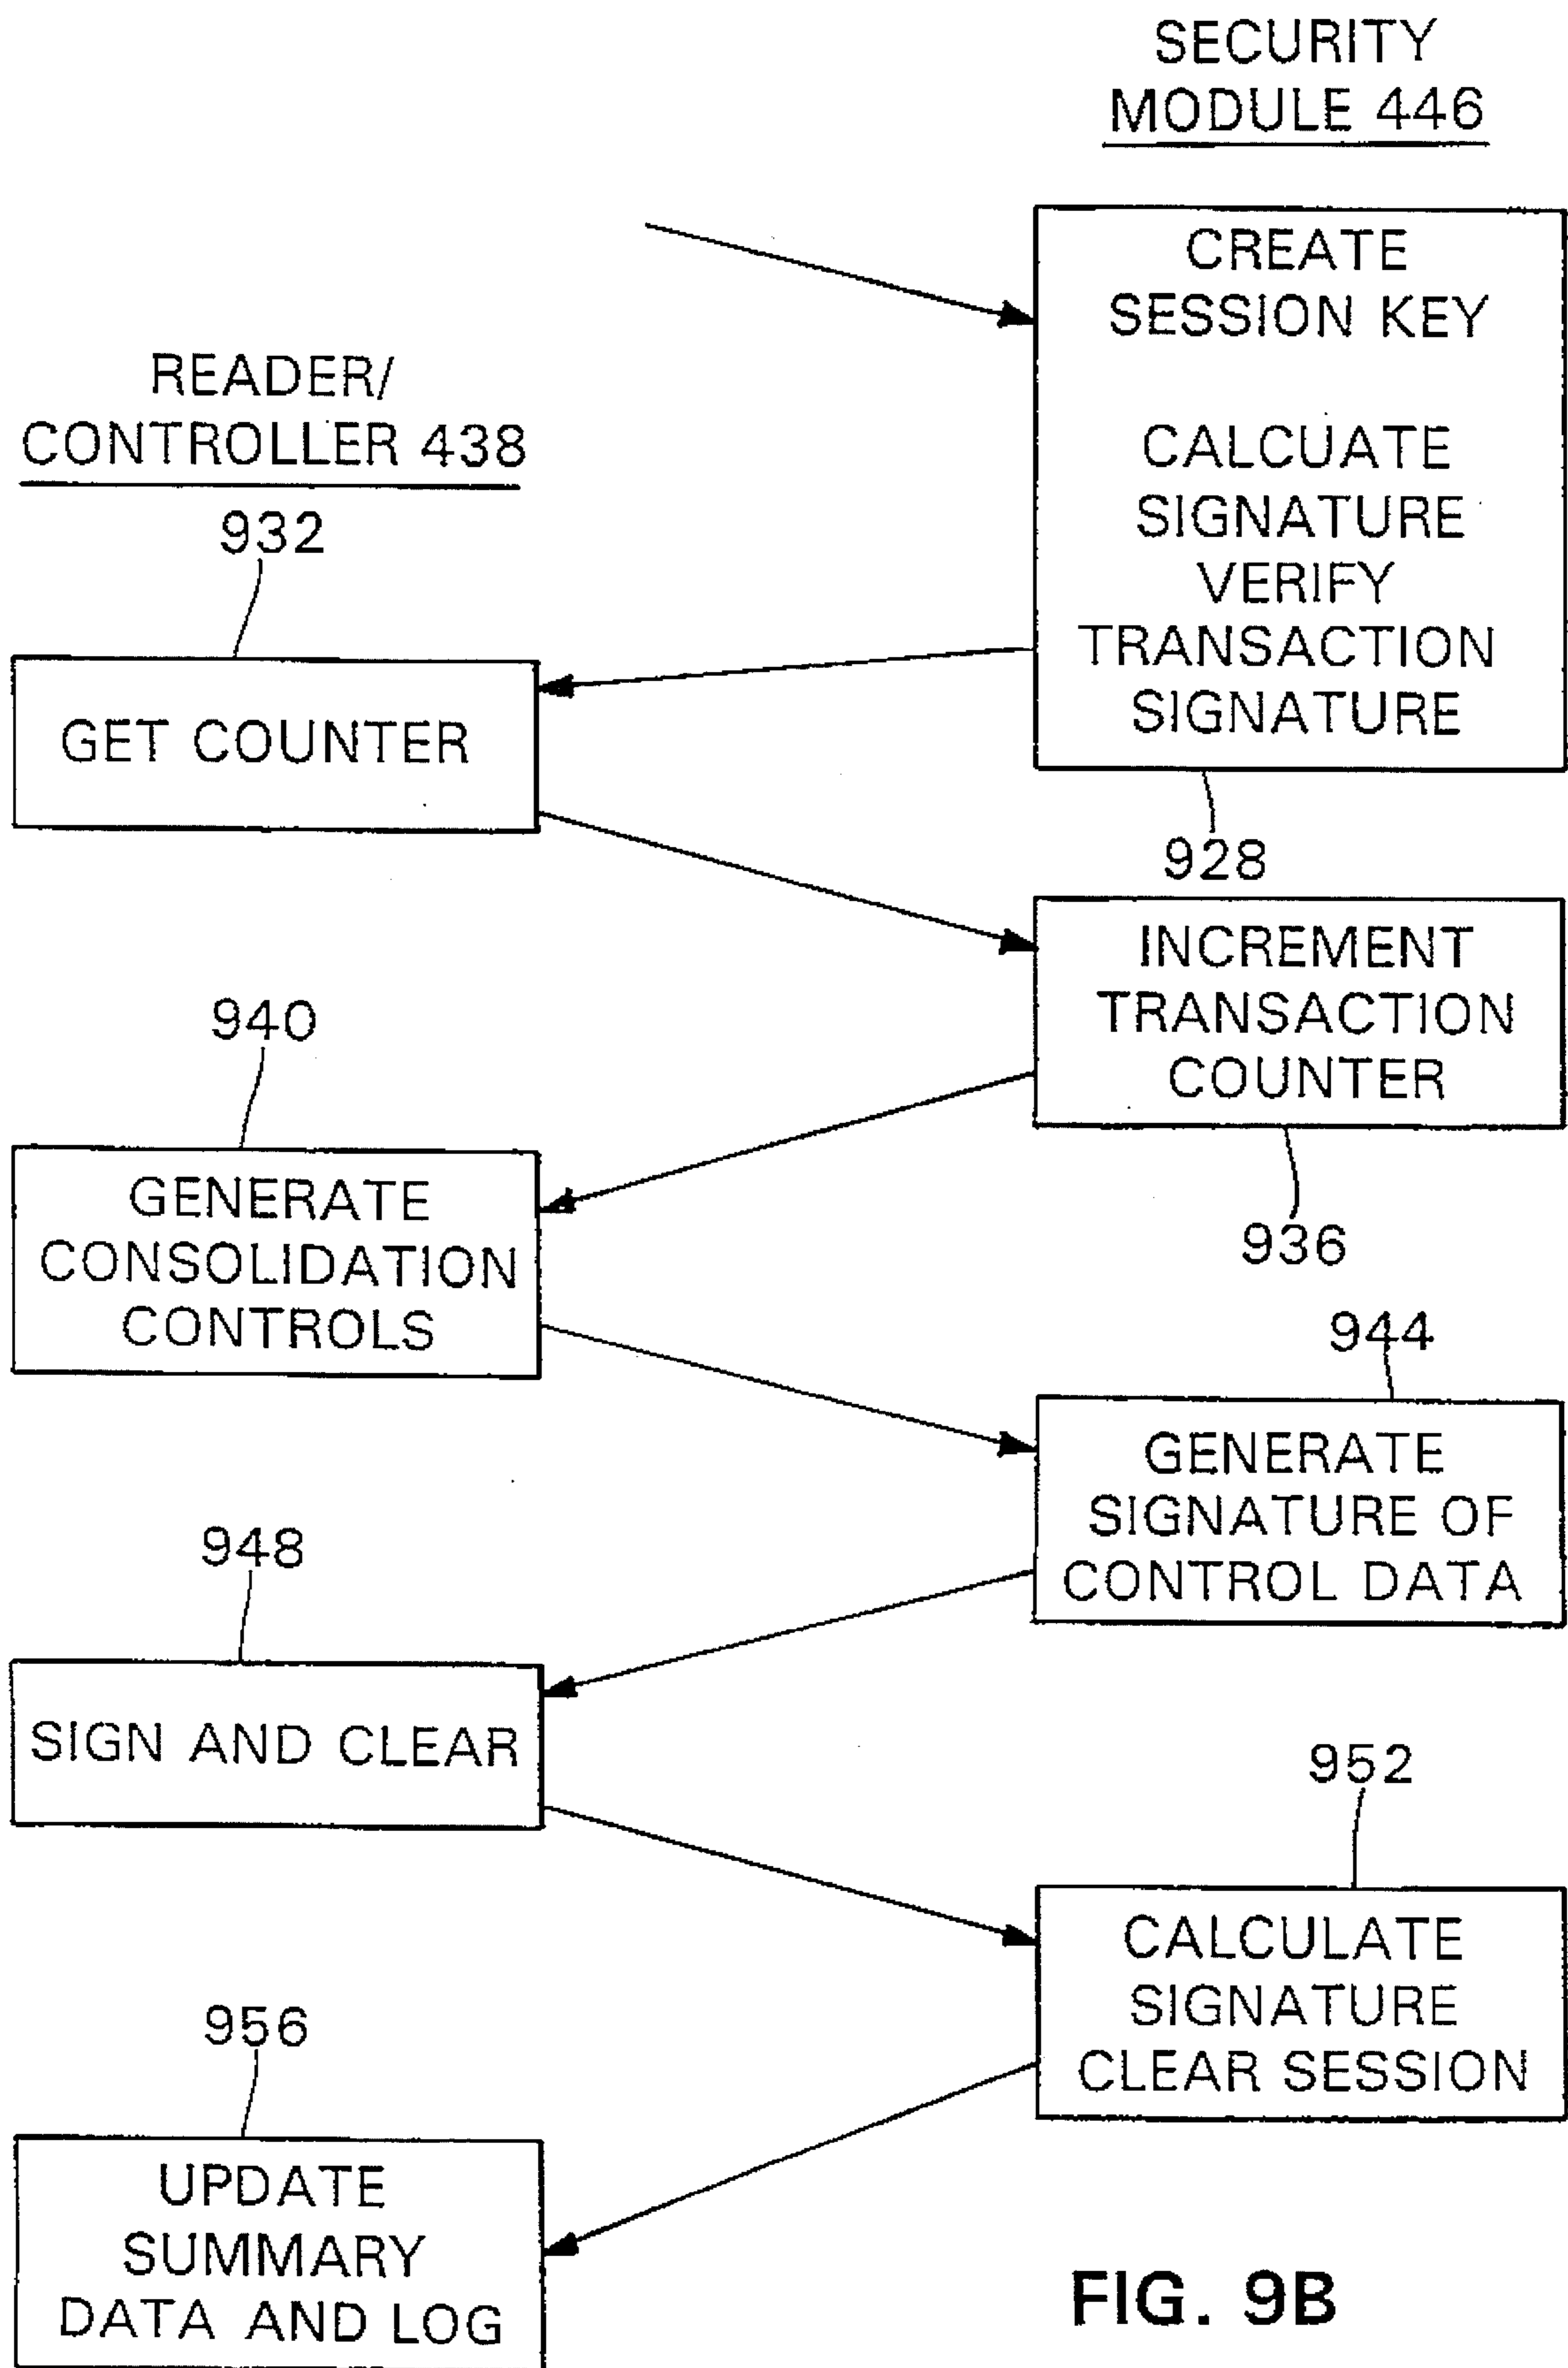 SECURITY
MODULE 446
CREATE
SESSION KEY
CALCUATE
SIGNATURE
VERIFY
TRANSACTION
SIGNATURE
928
READER/
CONTROLLER 438
932
GET COUNTER
INCREMENT
TRANSACTION
COUNTER
936
940
GENERATE
CONSOLIDATION
CONTROLS
944
GENERATE
SIGNATURE OF
CONTROL DATA
948
SIGN AND CLEAR
952
CALCULATE
SIGNATURE
CLEAR SESSION
956
UPDATE
SUMMARY
DATA AND LOG
FIG. 9B